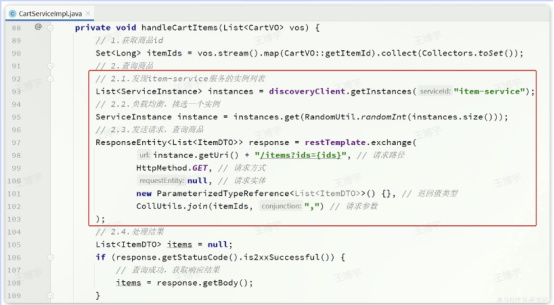 CartServiceImpl.java ×
88 private void handleCartItems(List<CartVO> vos) {
89 // 1.获取商品id
90 Set<Long> itemIds = vos.stream().map(CartVO::getItemId).collect(Collectors.toSet());
91 // 2.查询商品
92 // 2.1.发现item-service服务的实例列表
93 List<ServiceInstance> instances = discoveryClient.getInstances( serviceId: "item-service");
94 // 2.2.负载均衡，挑选一个实例
95 ServiceInstance instance = instances.get(RandomUtil.randomInt(instances.size()));
96 // 2.3.发送请求，查询商品
97 ResponseEntity<List<ItemDTO>> response = restTemplate.exchange(
98 url: instance.getUri() + "/items?ids={ids}", // 请求路径
99 HttpMethod.GET, // 请求方式
100 requestEntity: null, // 请求实体
101 new ParameterizedTypeReference<List<ItemDTO>>() {}, // 返回值类型
102 CollUtils.join(itemIds, conjunction: ",") // 请求参数
103 );
104 // 2.4.处理结果
105 List<ItemDTO> items = null;
106 if (response.getStatusCode().is2xxSuccessful()) {
107 // 查询成功，获取响应结果
108 items = response.getBody();
109 }